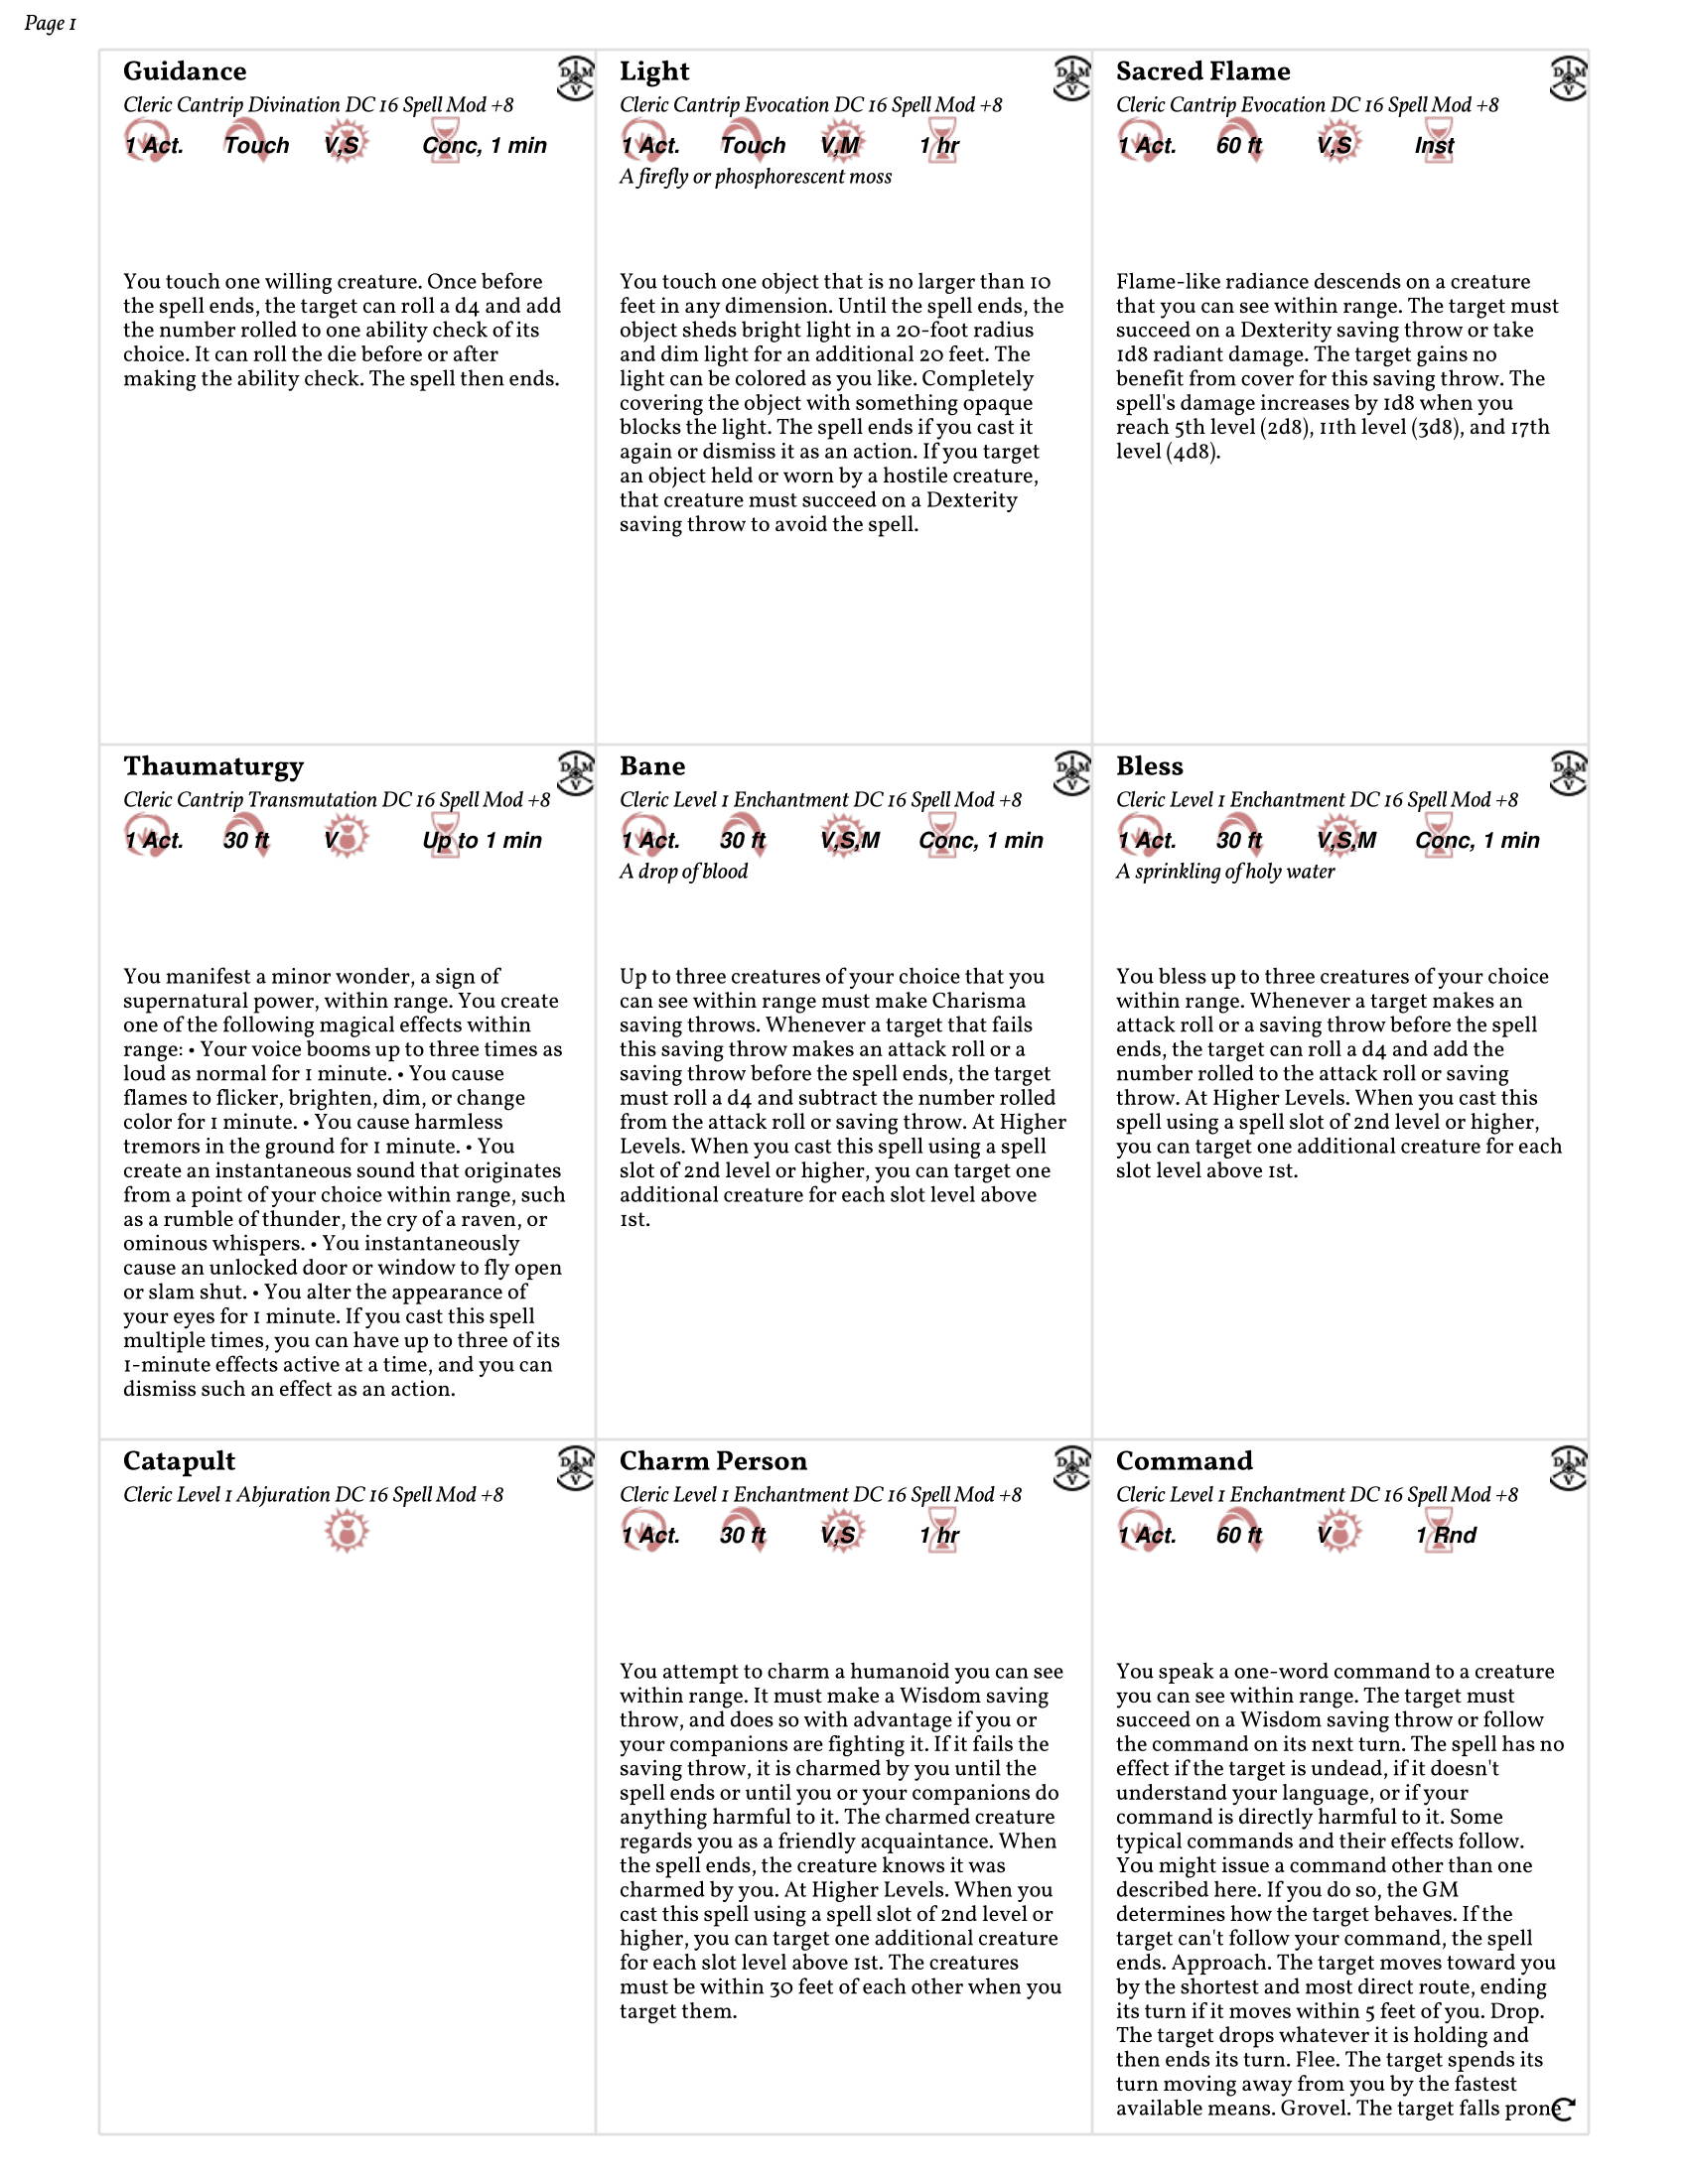 Page 1
Guidance
Cleric Cantrip Divination DC 16 Spell Mod +8
1 Act. Touch V,S Conc, 1 min
You touch one willing creature. Once before
the spell ends, the target can roll a d4 and add
the number rolled to one ability check of its
choice. It can roll the die before or after
making the ability check. The spell then ends.
DMV
Light
Cleric Cantrip Evocation DC 16 Spell Mod +8
1 Act. Touch V,M 1 hr
A firefly or phosphorescent moss
You touch one object that is no larger than 10
feet in any dimension. Until the spell ends, the
object sheds bright light in a 20-foot radius
and dim light for an additional 20 feet. The
light can be colored as you like. Completely
covering the object with something opaque
blocks the light. The spell ends if you cast it
again or dismiss it as an action. If you target
an object held or worn by a hostile creature,
that creature must succeed on a Dexterity
saving throw to avoid the spell.
DMV
Sacred Flame
Cleric Cantrip Evocation DC 16 Spell Mod +8
1 Act. 60 ft V,S Inst
Flame-like radiance descends on a creature
that you can see within range. The target must
succeed on a Dexterity saving throw or take
1d8 radiant damage. The target gains no
benefit from cover for this saving throw. The
spell's damage increases by 1d8 when you
reach 5th level (2d8), 11th level (3d8), and 17th
level (4d8).
DMV
Thaumaturgy
Cleric Cantrip Transmutation DC 16 Spell Mod +8
1 Act. 30 ft V Up to 1 min
You manifest a minor wonder, a sign of
supernatural power, within range. You create
one of the following magical effects within
range: • Your voice booms up to three times as
loud as normal for 1 minute. • You cause
flames to flicker, brighten, dim, or change
color for 1 minute. • You cause harmless
tremors in the ground for 1 minute. • You
create an instantaneous sound that originates
from a point of your choice within range, such
as a rumble of thunder, the cry of a raven, or
ominous whispers. • You instantaneously
cause an unlocked door or window to fly open
or slam shut. • You alter the appearance of
your eyes for 1 minute. If you cast this spell
multiple times, you can have up to three of its
1-minute effects active at a time, and you can
dismiss such an effect as an action.
DMV
Bane
Cleric Level 1 Enchantment DC 16 Spell Mod +8
1 Act. 30 ft V,S,M Conc, 1 min
A drop of blood
Up to three creatures of your choice that you
can see within range must make Charisma
saving throws. Whenever a target that fails
this saving throw makes an attack roll or a
saving throw before the spell ends, the target
must roll a d4 and subtract the number rolled
from the attack roll or saving throw. At Higher
Levels. When you cast this spell using a spell
slot of 2nd level or higher, you can target one
additional creature for each slot level above
1st.
DMV
Bless
Cleric Level 1 Enchantment DC 16 Spell Mod +8
1 Act. 30 ft V,S,M Conc, 1 min
A sprinkling of holy water
You bless up to three creatures of your choice
within range. Whenever a target makes an
attack roll or a saving throw before the spell
ends, the target can roll a d4 and add the
number rolled to the attack roll or saving
throw. At Higher Levels. When you cast this
spell using a spell slot of 2nd level or higher,
you can target one additional creature for each
slot level above 1st.
DMV
Catapult
Cleric Level 1 Abjuration DC 16 Spell Mod +8
DMV
Charm Person
Cleric Level 1 Enchantment DC 16 Spell Mod +8
1 Act. 30 ft V,S 1 hr
You attempt to charm a humanoid you can see
within range. It must make a Wisdom saving
throw, and does so with advantage if you or
your companions are fighting it. If it fails the
saving throw, it is charmed by you until the
spell ends or until you or your companions do
anything harmful to it. The charmed creature
regards you as a friendly acquaintance. When
the spell ends, the creature knows it was
charmed by you. At Higher Levels. When you
cast this spell using a spell slot of 2nd level or
higher, you can target one additional creature
for each slot level above 1st. The creatures
must be within 30 feet of each other when you
target them.
DMV
Command
Cleric Level 1 Enchantment DC 16 Spell Mod +8
1 Act. 60 ft V 1 Rnd
You speak a one-word command to a creature
you can see within range. The target must
succeed on a Wisdom saving throw or follow
the command on its next turn. The spell has no
effect if the target is undead, if it doesn't
understand your language, or if your
command is directly harmful to it. Some
typical commands and their effects follow.
You might issue a command other than one
described here. If you do so, the GM
determines how the target behaves. If the
target can't follow your command, the spell
ends. Approach. The target moves toward you
by the shortest and most direct route, ending
its turn if it moves within 5 feet of you. Drop.
The target drops whatever it is holding and
then ends its turn. Flee. The target spends its
turn moving away from you by the fastest
available means. Grovel. The target falls prone
DMV